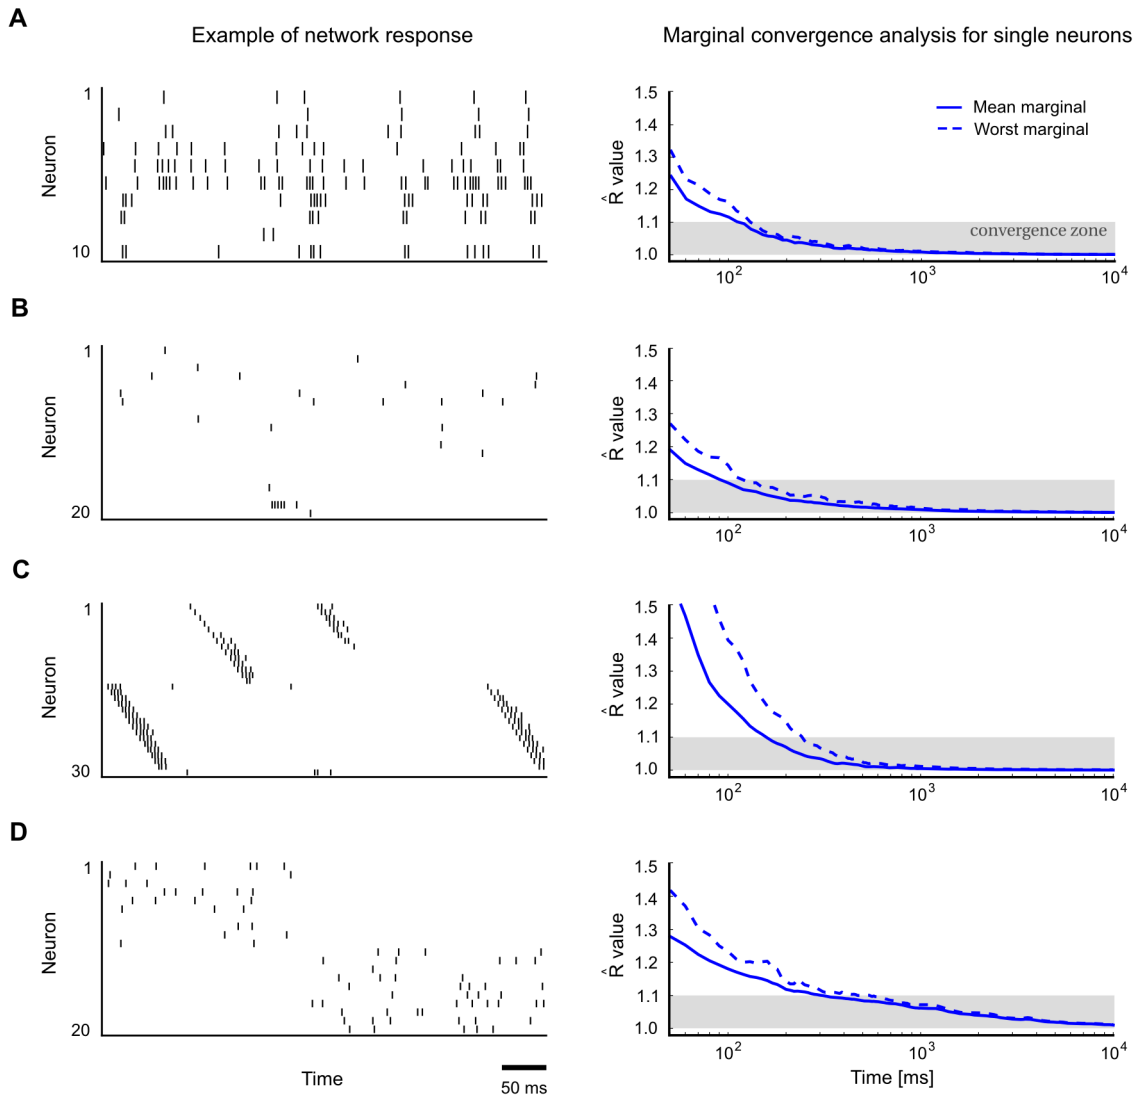 A
Example of network response
Marginal convergence analysis for single neurons
1
Neuron
10
1.5
1.4
1.3
1.2
1.1
1.0
R̂ value
Mean marginal
Worst marginal
convergence zone
10²
10³
10⁴
B
1
Neuron
20
1.5
1.4
1.3
1.2
1.1
1.0
R̂ value
10²
10³
10⁴
C
1
Neuron
30
1.5
1.4
1.3
1.2
1.1
1.0
R̂ value
10²
10³
10⁴
D
1
Neuron
20
Time
50 ms
1.5
1.4
1.3
1.2
1.1
1.0
R̂ value
10²
10³
10⁴
Time [ms]